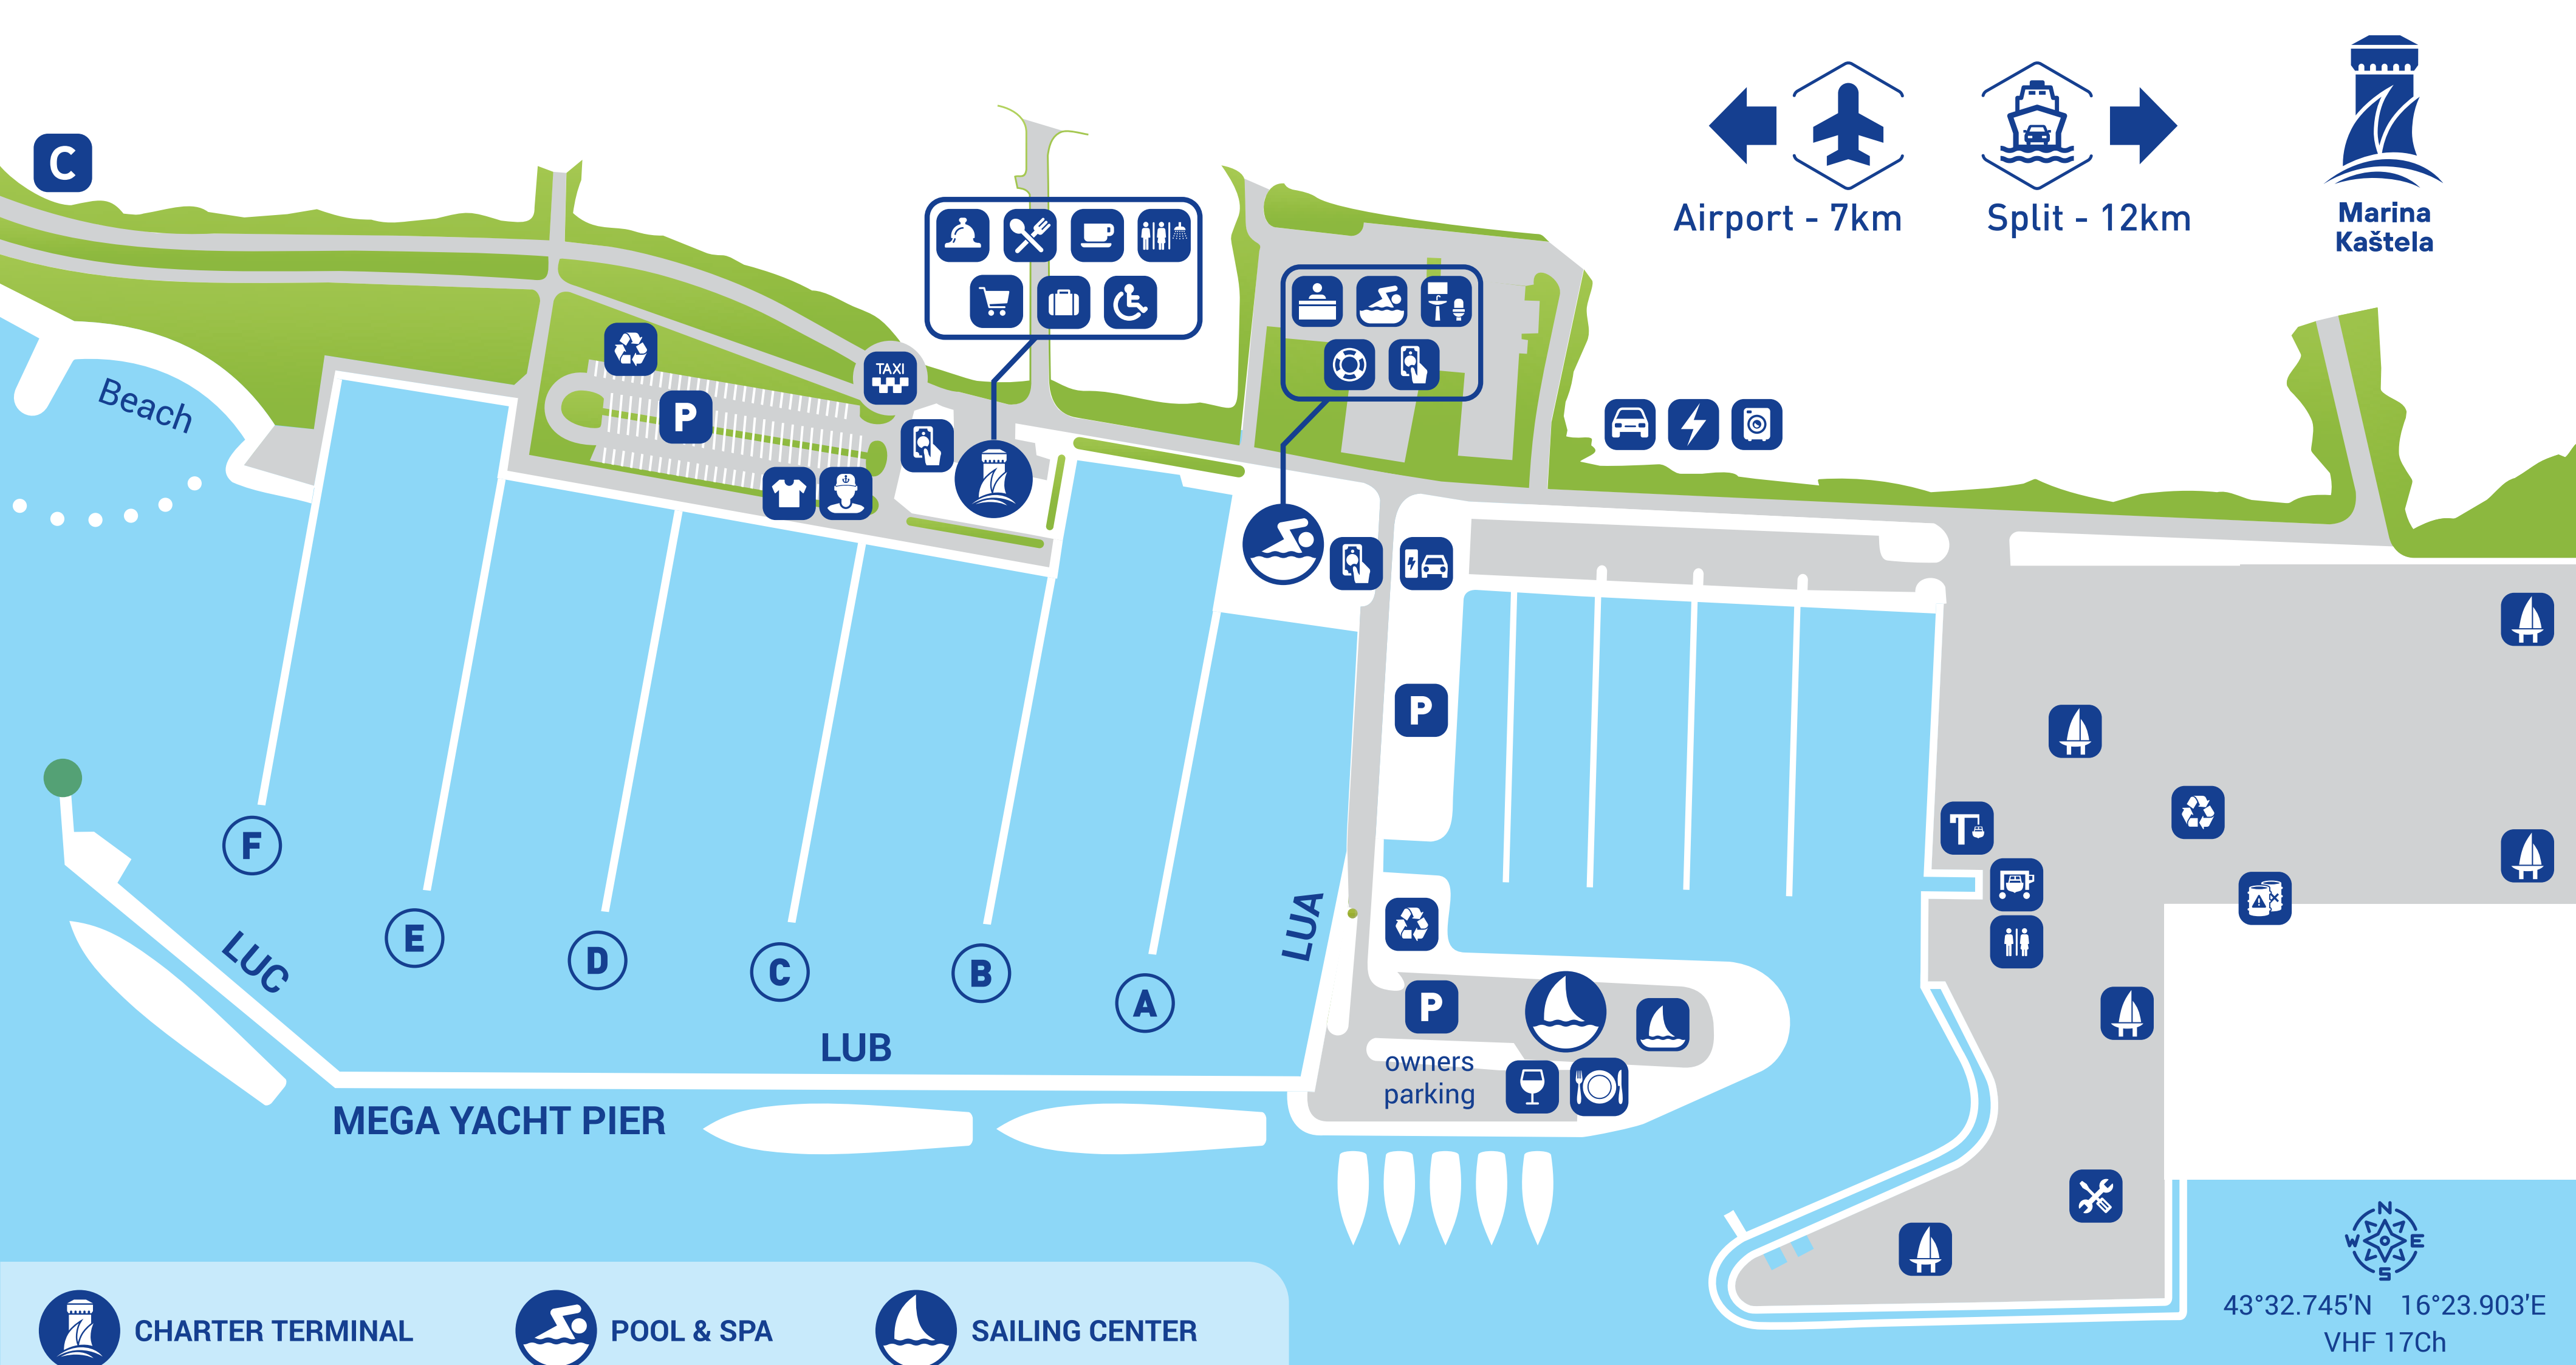 C
Airport - 7km
Split - 12km
Marina
Kaštela
TAXI
Beach
P
P
P
owners
parking
F
E
D
C
B
A
LUC
LUB
LUA
MEGA YACHT PIER
CHARTER TERMINAL
POOL & SPA
SAILING CENTER
N
W
E
S
43°32.745'N 16°23.903'E
VHF 17Ch